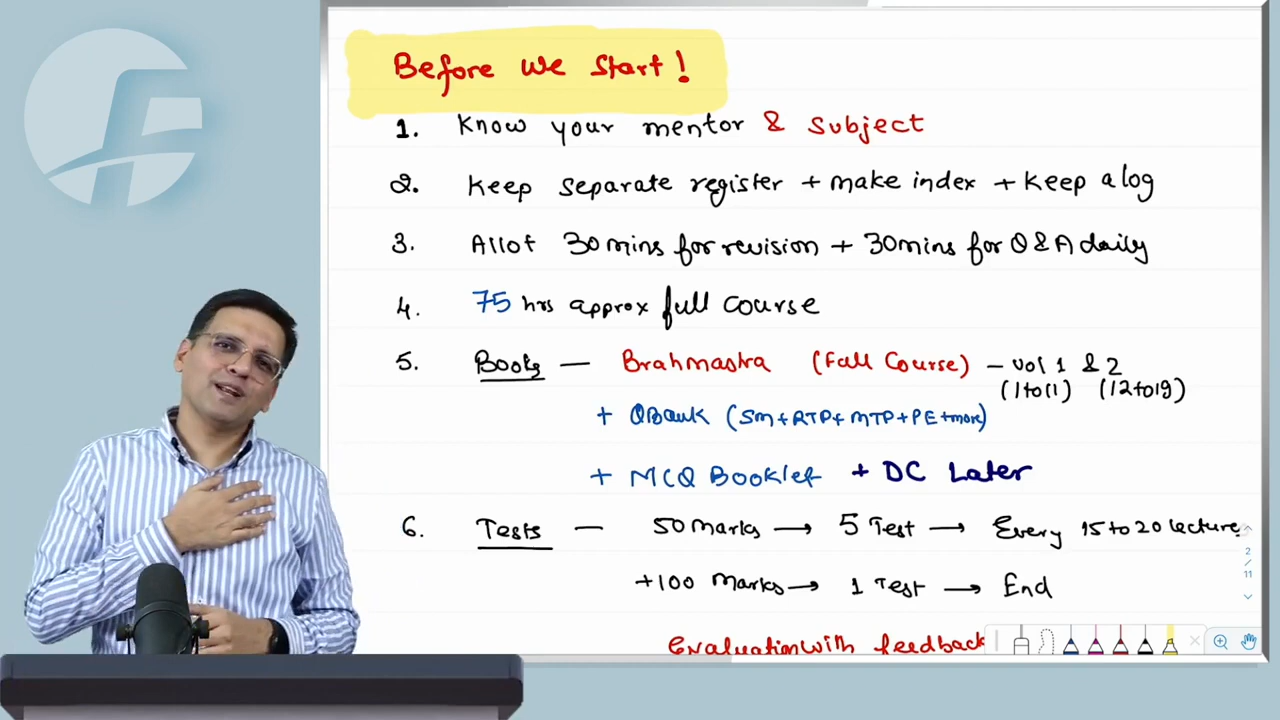 Before We Start!
1. Know your mentor & Subject
2. Keep separate register + make index + Keep a log
3. Allot 30 mins for revision + 30 mins for Q & A daily
4. 75 hrs approx full Course
5. Books — Brahmastra (Full Course) – vol 1 & 2
(1 to 11) (12 to 19)
+ QBank (SM + RTP + MTP + PE + more)
+ MCQ Booklet + DC Later
6. Tests — 50 Marks → 5 Test → Every 15 to 20 lectures
+100 Marks → 1 Test → End
Evaluation with feedback
2
/
11